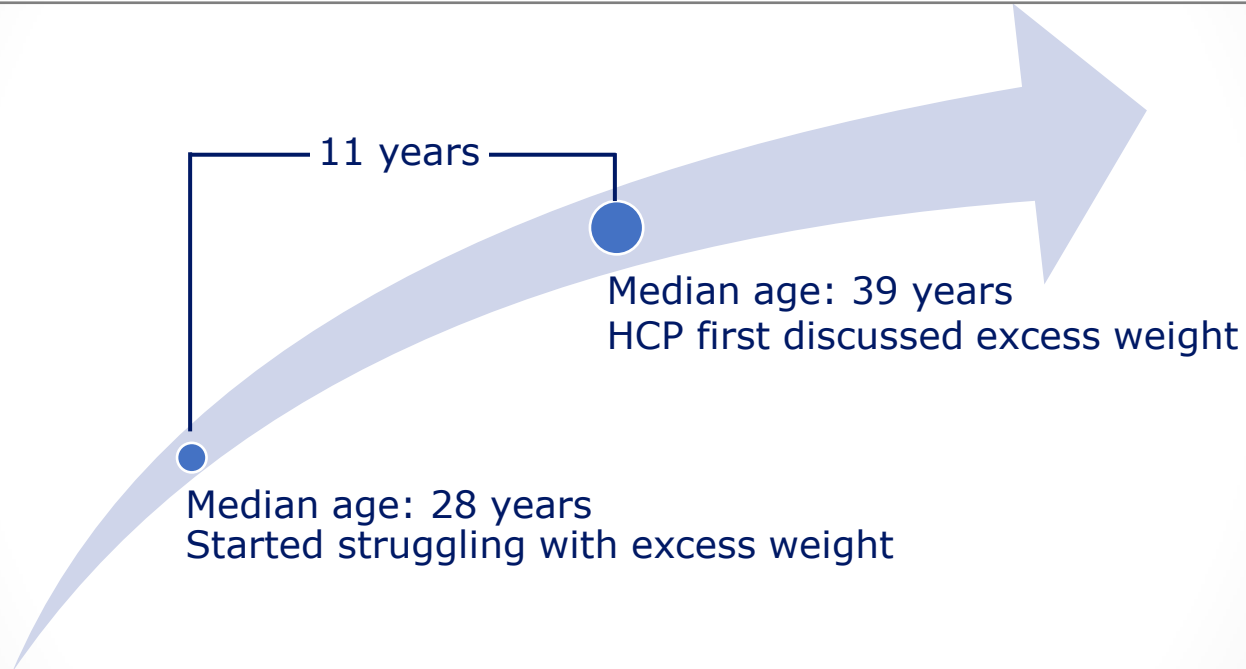 11 years
Median age: 39 years
HCP first discussed excess weight
Median age: 28 years
Started struggling with excess weight